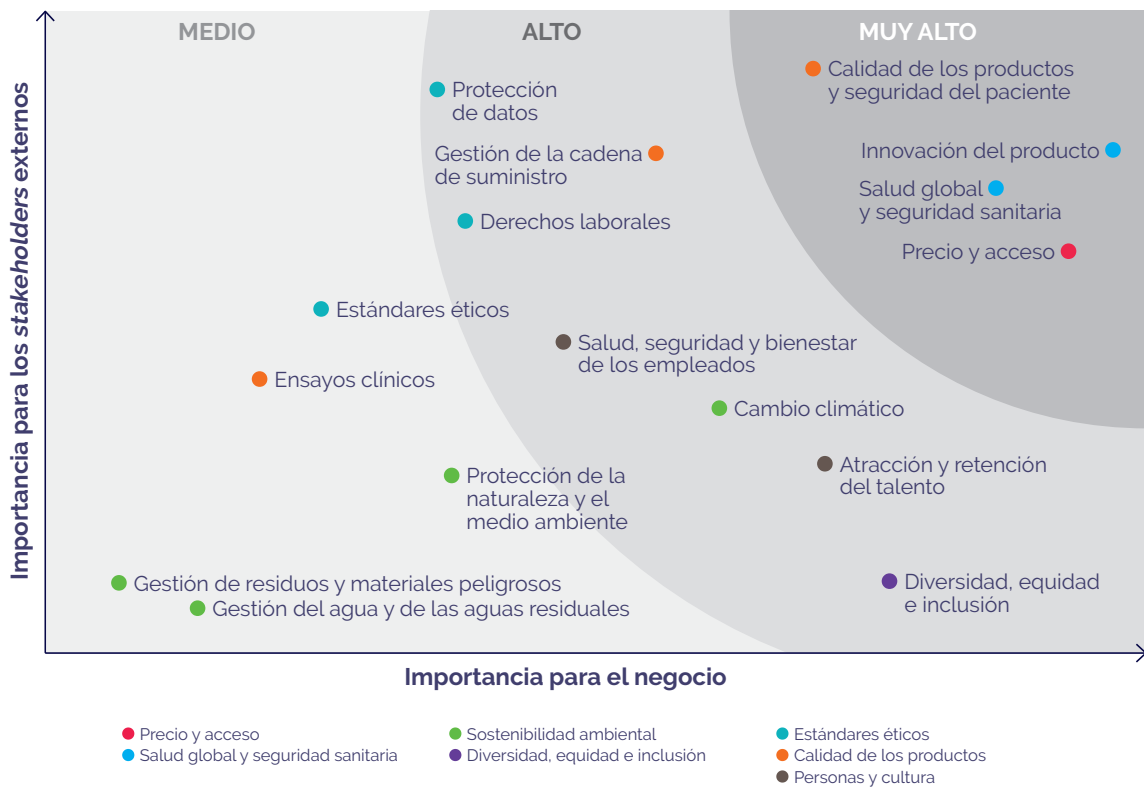 MEDIO
ALTO
MUY ALTO
Importancia para los stakeholders externos
Calidad de los productos
y seguridad del paciente
Protección
de datos
Gestión de la cadena
de suministro
Innovación del producto
Salud global
y seguridad sanitaria
Derechos laborales
Precio y acceso
Estándares éticos
Salud, seguridad y bienestar
de los empleados
Ensayos clínicos
Cambio climático
Atracción y retención
del talento
Protección de la
naturaleza y el
medio ambiente
Gestión de residuos y materiales peligrosos
Gestión del agua y de las aguas residuales
Diversidad, equidad
e inclusión
Importancia para el negocio
Precio y acceso
Salud global y seguridad sanitaria
Sostenibilidad ambiental
Diversidad, equidad e inclusión
Estándares éticos
Calidad de los productos
Personas y cultura